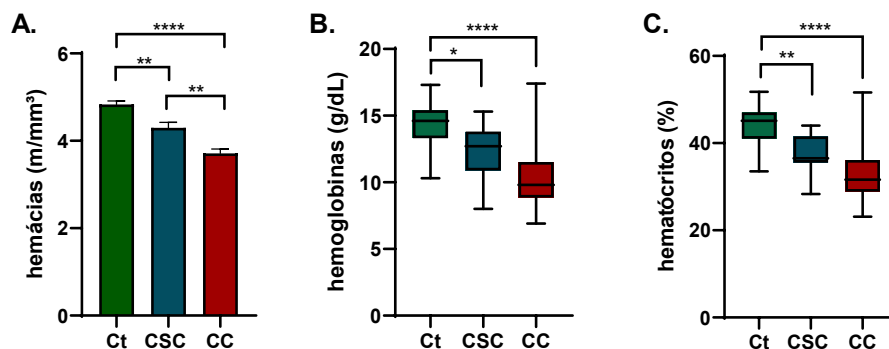 A.
hemácias (m/mm³)
6
4
2
0
****
**
**
Ct CSC CC
B.
hemoglobinas (g/dL)
20
15
10
5
0
****
*
Ct CSC CC
C.
hematócritos (%)
60
40
20
0
****
**
Ct CSC CC